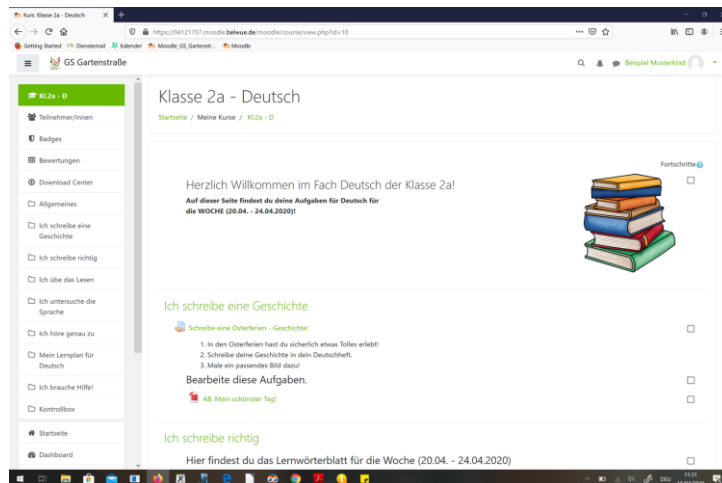 Kurs: Klasse 2a - Deutsch
https://04121757.moodle.belwue.de/moodle/course/view.php?id=10
Getting Started Dienstemail Kalender Moodle_GS_Gartenstr... Moodle
GS Gartenstraße
Beispiel Musterkind
Kl.2a - D
Teilnehmer/innen
Badges
Bewertungen
Download Center
Allgemeines
Ich schreibe eine
Geschichte
Ich schreibe richtig
Ich übe das Lesen
Ich untersuche die
Sprache
Ich höre genau zu
Mein Lernplan für
Deutsch
Ich brauche Hilfe!
Kontrollbox
Startseite
Dashboard
Klasse 2a - Deutsch
Startseite / Meine Kurse / Kl.2a - D
Fortschritte
Herzlich Willkommen im Fach Deutsch der Klasse 2a!
Auf dieser Seite findest du deine Aufgaben für Deutsch für
die WOCHE (20.04. - 24.04.2020)!
Ich schreibe eine Geschichte
Schreibe eine Osterferien - Geschichte!
1. In den Osterferien hast du sicherlich etwas Tolles erlebt!
2. Schreibe deine Geschichte in dein Deutschheft.
3. Male ein passendes Bild dazu!
Bearbeite diese Aufgaben.
AB: Mein schönster Tag!
Ich schreibe richtig
Hier findest du das Lernwörterblatt für die Woche (20.04. - 24.04.2020)
DEU